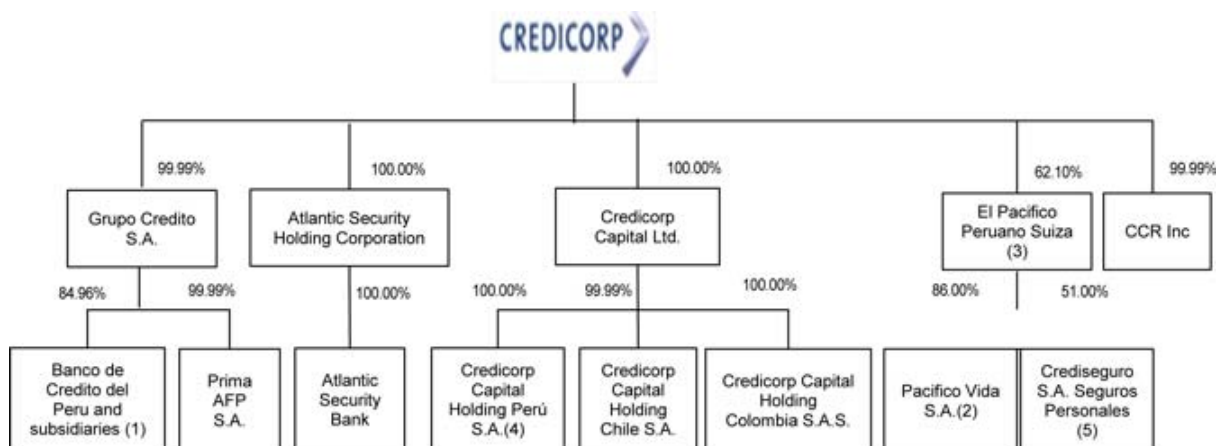 CREDICORP
99.99%
100.00%
100.00%
62.10%
99.99%
Grupo Credito
S.A.
Atlantic Security
Holding Corporation
Credicorp
Capital Ltd.
El Pacifico
Peruano Suiza
(3)
CCR Inc
84.96%
99.99%
100.00%
100.00%
99.99%
100.00%
86.00%
51.00%
Banco de
Credito del
Peru and
subsidiaries (1)
Prima
AFP
S.A.
Atlantic
Security
Bank
Credicorp
Capital
Holding Perú
S.A.(4)
Credicorp
Capital
Holding
Chile S.A.
Credicorp Capital
Holding
Colombia S.A.S.
Pacifico Vida
S.A.(2)
Crediseguro
S.A. Seguros
Personales
(5)